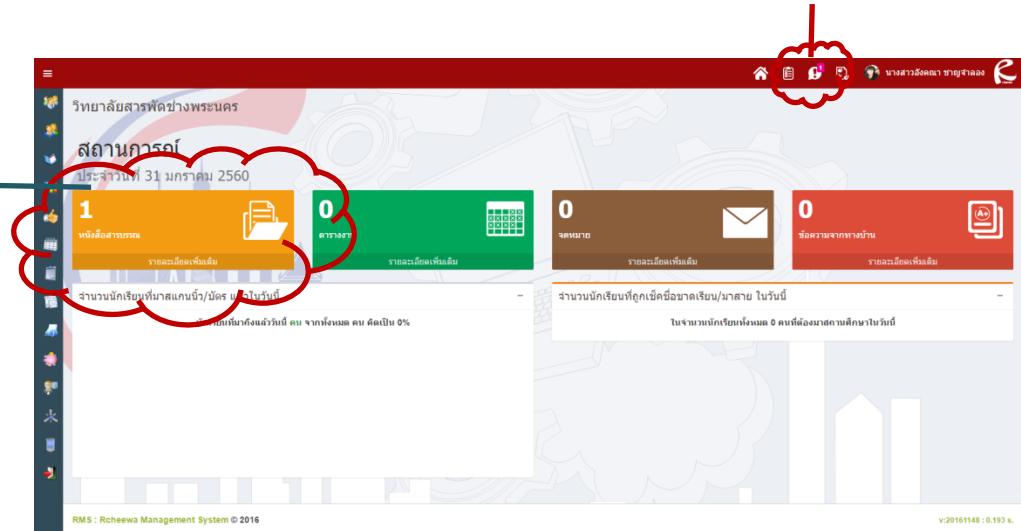 1
นางสาวอังคณา ชาญจำลอง
วิทยาลัยสารพัดช่างพระนคร
สถานการณ์
ประจำวันที่ 31 มกราคม 2560
1
หนังสือสารบรรณ
รายละเอียดเพิ่มเติม
0
ตารางงาน
รายละเอียดเพิ่มเติม
0
จดหมาย
รายละเอียดเพิ่มเติม
0
ข้อความจากทางบ้าน
รายละเอียดเพิ่มเติม
A+
จำนวนนักเรียนที่มาสแกนนิ้ว/บัตร แล้วในวันนี้
นักเรียนที่มาถึงแล้ววันนี้ คน จากทั้งหมด คน คิดเป็น 0%
จำนวนนักเรียนที่ถูกเช็คชื่อขาดเรียน/มาสาย ในวันนี้
ในจำนวนนักเรียนทั้งหมด 0 คนที่ต้องมาสถานศึกษาในวันนี้
RMS : Rcheewa Management System © 2016
v:20161148 : 0.193 s.